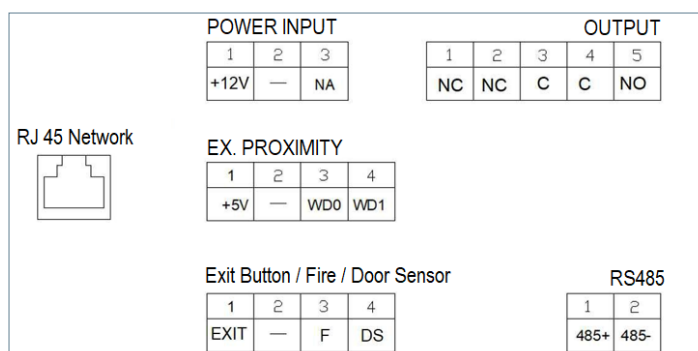 POWER INPUT
1 2 3
+12V — NA
OUTPUT
1 2 3 4 5
NC NC C C NO
RJ 45 Network
EX. PROXIMITY
1 2 3 4
+5V — WD0 WD1
Exit Button / Fire / Door Sensor
1 2 3 4
EXIT — F DS
RS485
1 2
485+ 485-